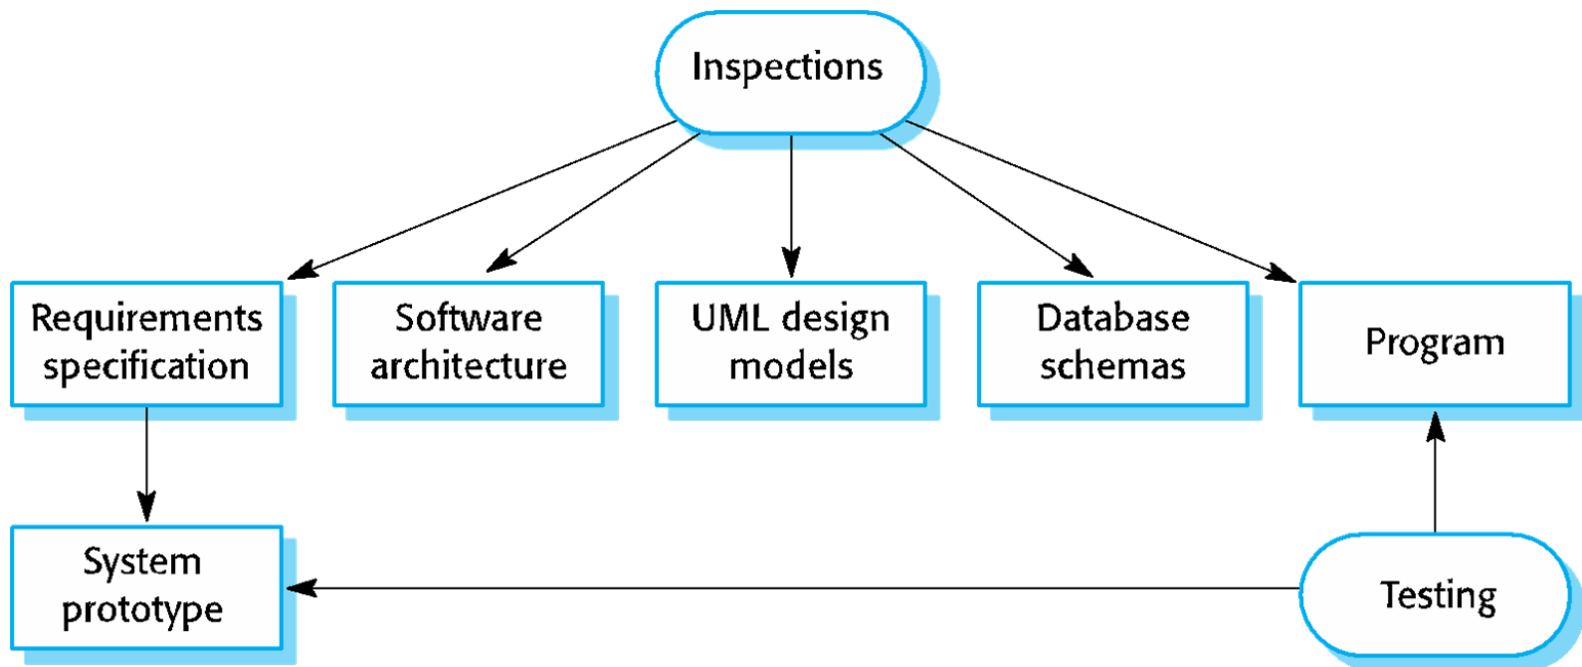 Inspections
Requirements
specification
Software
architecture
UML design
models
Database
schemas
Program
System
prototype
Testing